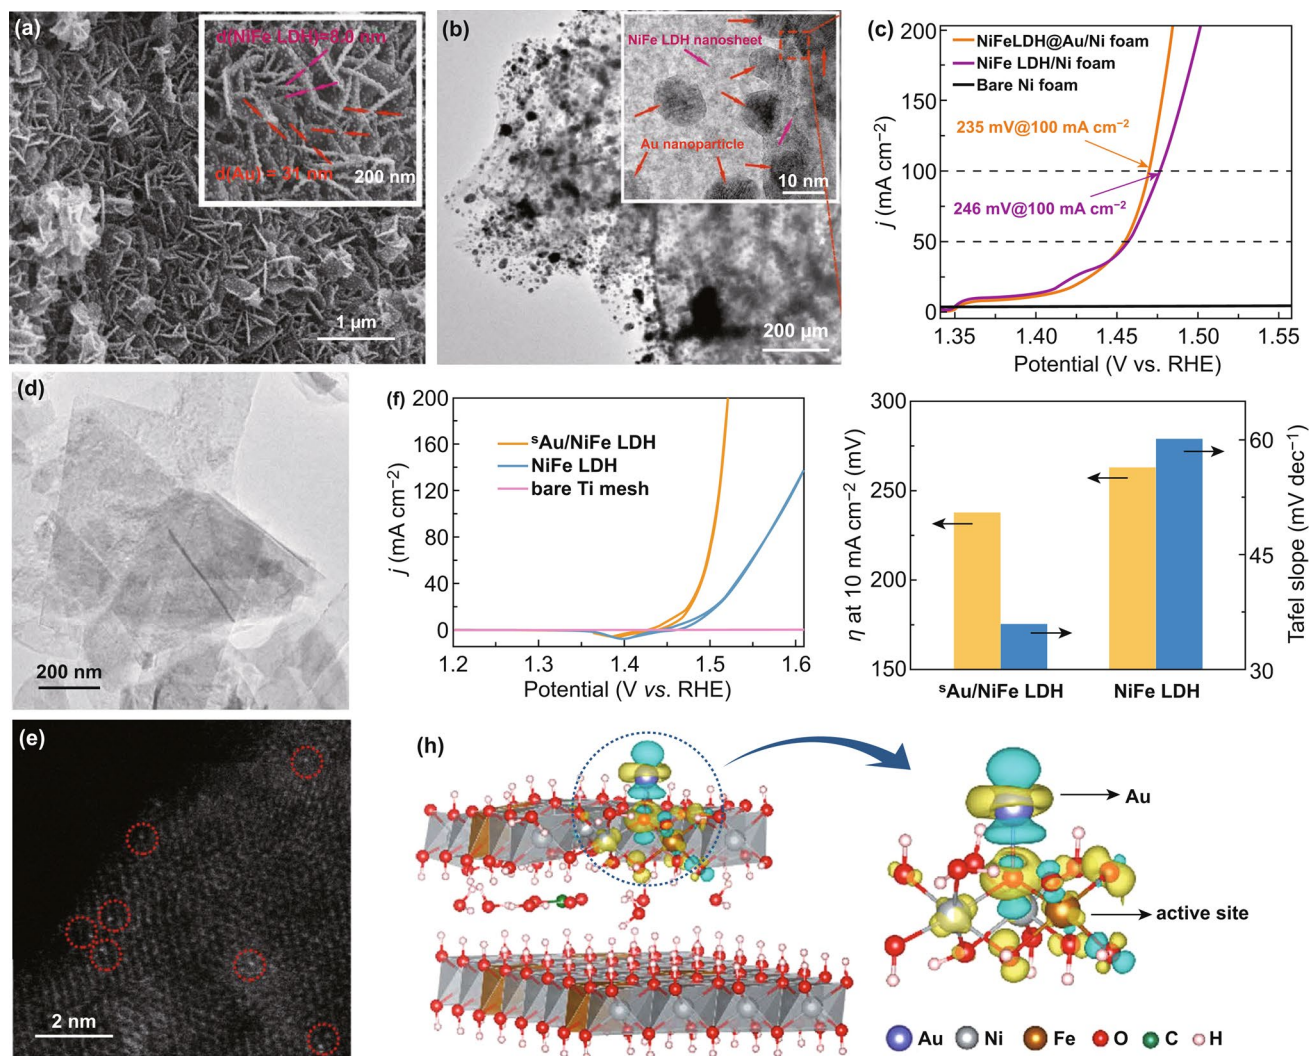 (a)
d(NiFe LDH)=8.0 nm
d(Au) = 31 nm
200 nm
1 µm
(b)
NiFe LDH nanosheet
Au nanoparticle
10 nm
200 µm
(c)
NiFeLDH@Au/Ni foam
NiFe LDH/Ni foam
Bare Ni foam
235 mV@100 mA cm⁻²
246 mV@100 mA cm⁻²
200
150
100
50
0
j (mA cm⁻²)
1.35
1.40
1.45
1.50
1.55
Potential (V vs. RHE)
(d)
200 nm
(f)
ˢAu/NiFe LDH
NiFe LDH
bare Ti mesh
200
160
120
80
40
0
j (mA cm⁻²)
1.2
1.3
1.4
1.5
1.6
Potential (V vs. RHE)
300
250
200
150
η at 10 mA cm⁻² (mV)
60
45
30
Tafel slope (mV dec⁻¹)
ˢAu/NiFe LDH
NiFe LDH
(e)
2 nm
(h)
Au
active site
Au
Ni
Fe
O
C
H